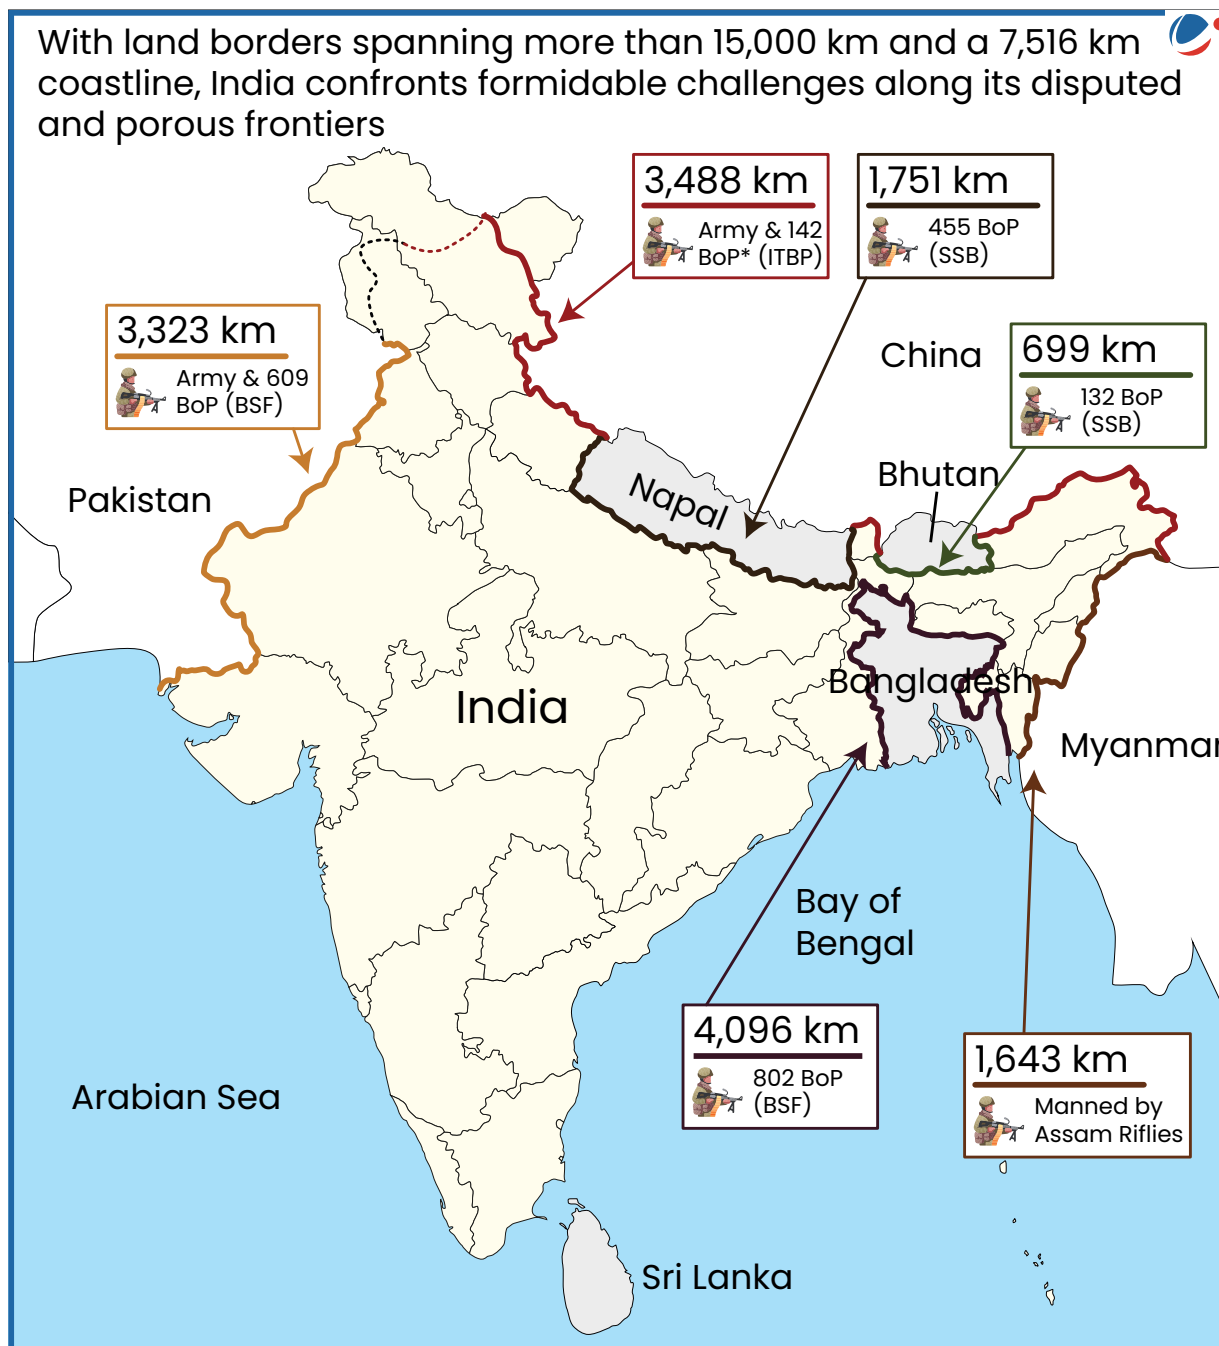 With land borders spanning more than 15,000 km and a 7,516 km
coastline, India confronts formidable challenges along its disputed
and porous frontiers
3,488 km
Army & 142
BoP* (ITBP)
1,751 km
455 BoP
(SSB)
3,323 km
Army & 609
BoP (BSF)
China
699 km
132 BoP
(SSB)
Pakistan
Napal
Bhutan
India
Bangladesh
Myanmar
Bay of
Bengal
4,096 km
802 BoP
(BSF)
1,643 km
Manned by
Assam Riflies
Arabian Sea
Sri Lanka